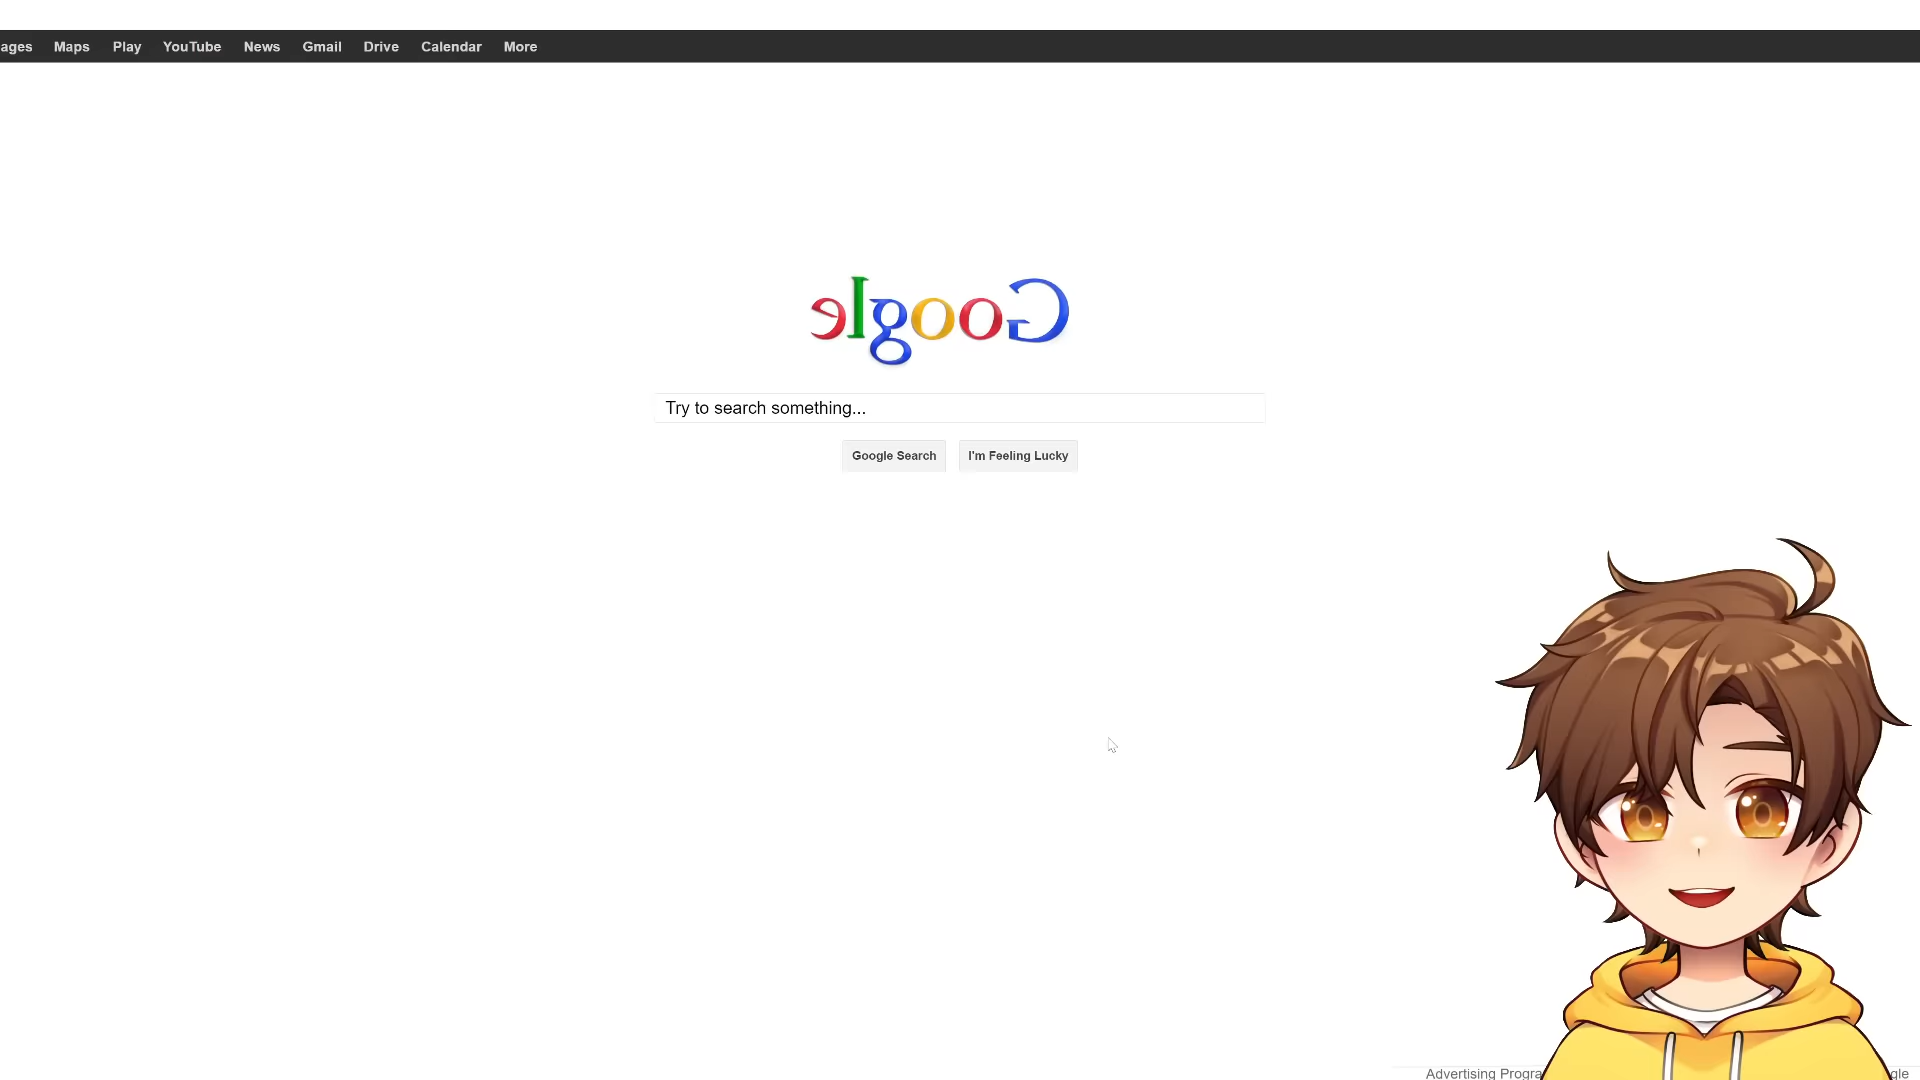 ages Maps Play YouTube News Gmail Drive Calendar More
elgooG
Try to search something...
Google Search I'm Feeling Lucky
Advertising Progra gle